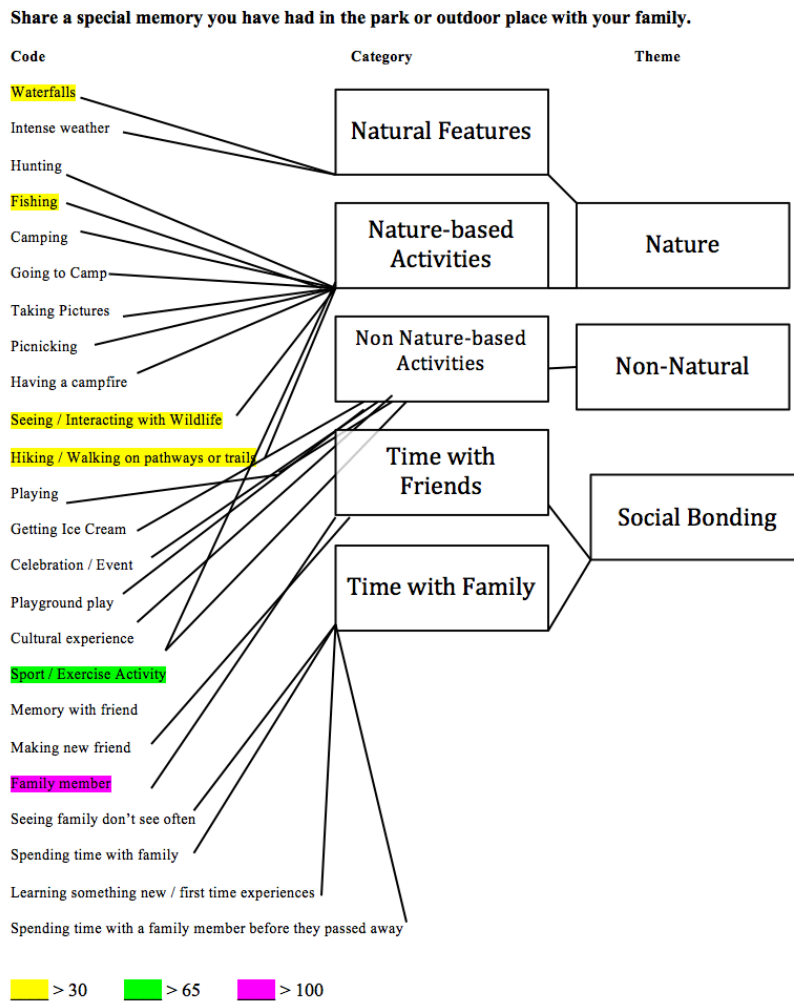 Share a special memory you have had in the park or outdoor place with your family.
Code Category Theme
Waterfalls
Intense weather
Hunting
Fishing
Camping
Going to Camp
Taking Pictures
Picnicking
Having a campfire
Seeing / Interacting with Wildlife
Hiking / Walking on pathways or trails
Playing
Getting Ice Cream
Celebration / Event
Playground play
Cultural experience
Sport / Exercise Activity
Memory with friend
Making new friend
Family member
Seeing family don’t see often
Spending time with family
Learning something new / first time experiences
Spending time with a family member before they passed away
Natural Features
Nature-based
Activities
Non Nature-based
Activities
Time with
Friends
Time with Family
Nature
Non-Natural
Social Bonding
____ > 30 ____ > 65 ____ > 100